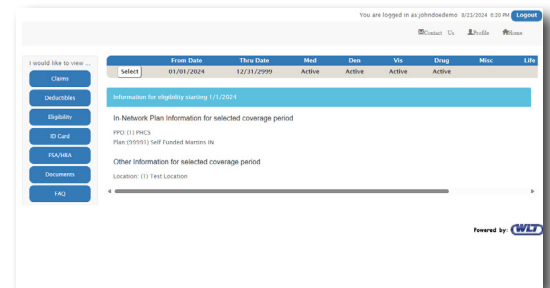 You are logged in as:johndoedemo 8/23/2024 8:20 PM Logout
Contact Us Profile Home
I would like to view ...
Claims
Deductibles
Eligibility
ID Card
FSA/HRA
Documents
FAQ
From Date Thru Date Med Den Vis Drug Misc Life
Select 01/01/2024 12/31/2999 Active Active Active Active
Information for eligibility starting 1/1/2024
In-Network Plan Information for selected coverage period
PPO: (1) PHCS
Plan: (99991) Self Funded Martins IN
Other Information for selected coverage period
Location: (1) Test Location
Powered by: WLT